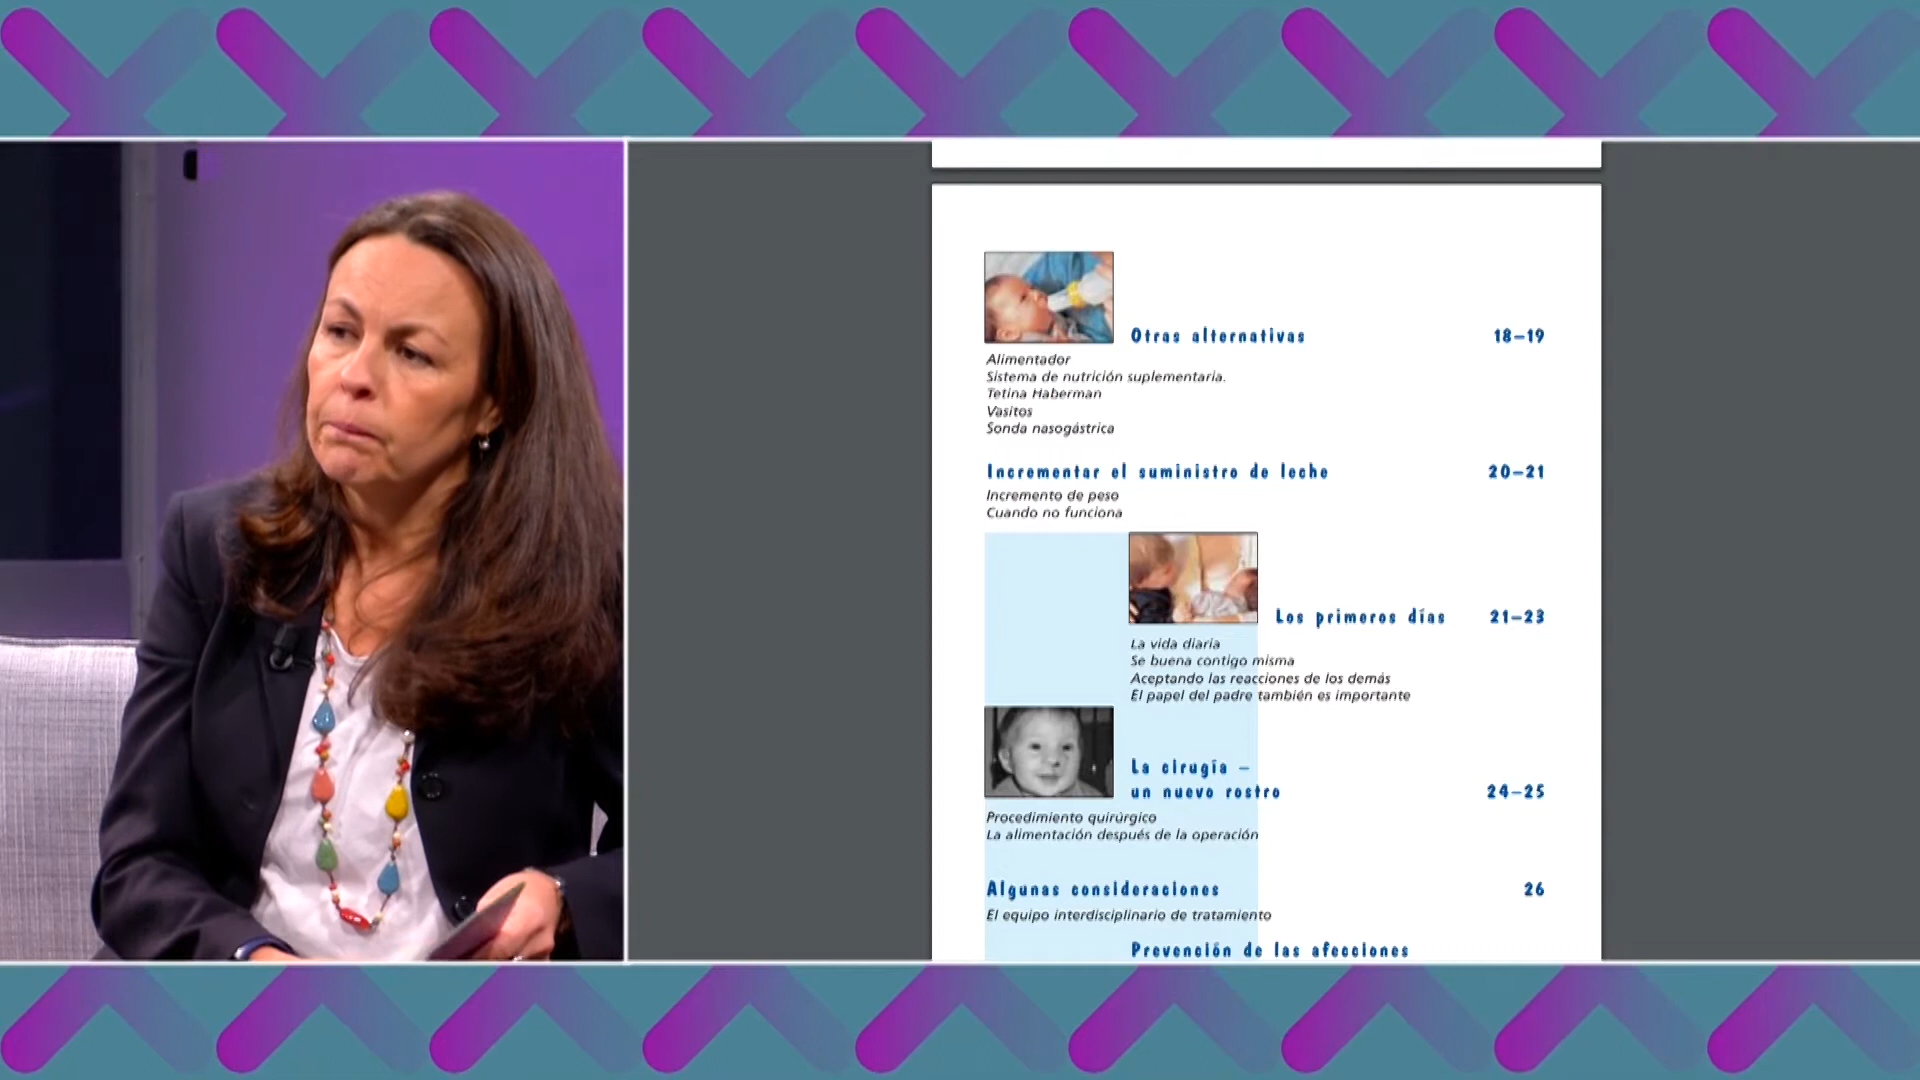 Otras alternativas 18–19
Alimentador
Sistema de nutrición suplementaria.
Tetina Haberman
Vasitos
Sonda nasogástrica
Incrementar el suministro de leche 20–21
Incremento de peso
Cuando no funciona
Los primeros días 21–23
La vida diaria
Se buena contigo misma
Aceptando las reacciones de los demás
El papel del padre también es importante
La cirugía –
un nuevo rostro 24–25
Procedimiento quirúrgico
La alimentación después de la operación
Algunas consideraciones 26
El equipo interdisciplinario de tratamiento
Prevención de las afecciones